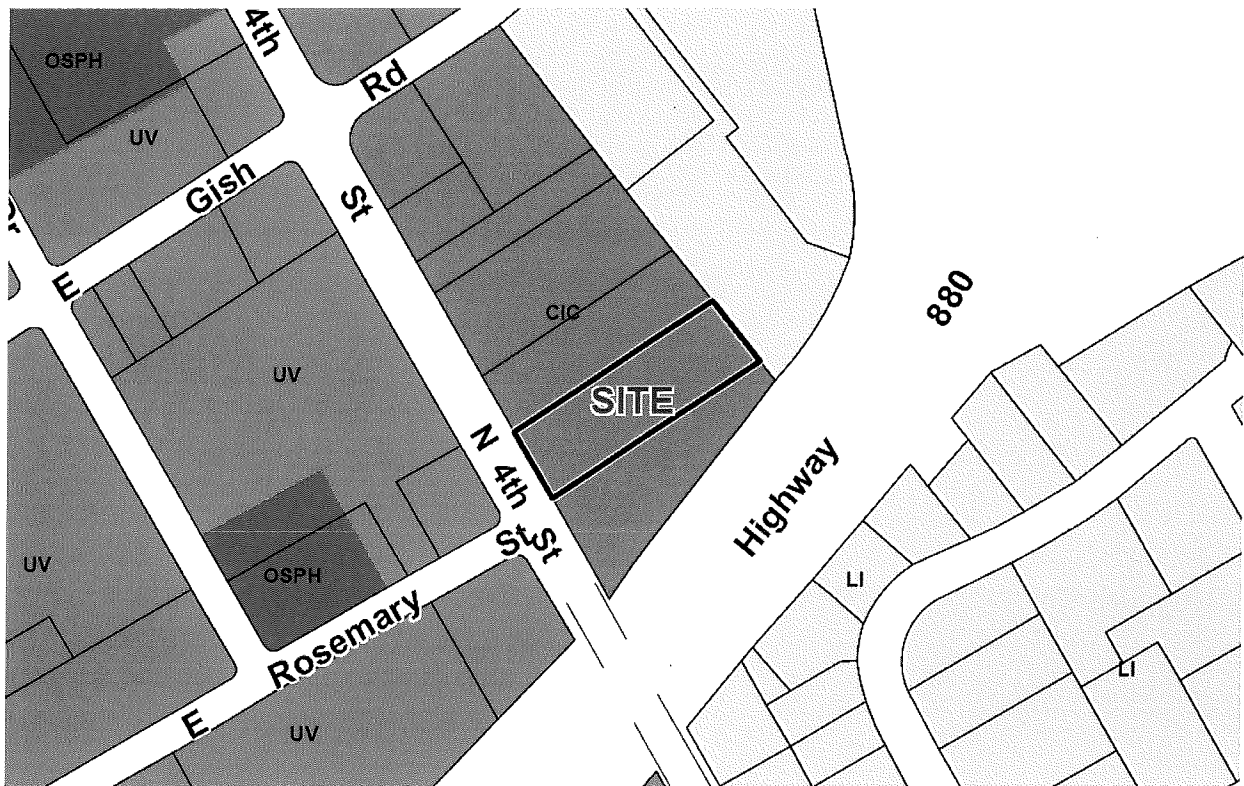 4th
OSPH
Rd
UV
Gish
St
Dr
E
880
CIC
UV
SITE
N
4th
St
Highway
St
UV
OSPH
LI
Rosemary
LI
E
UV